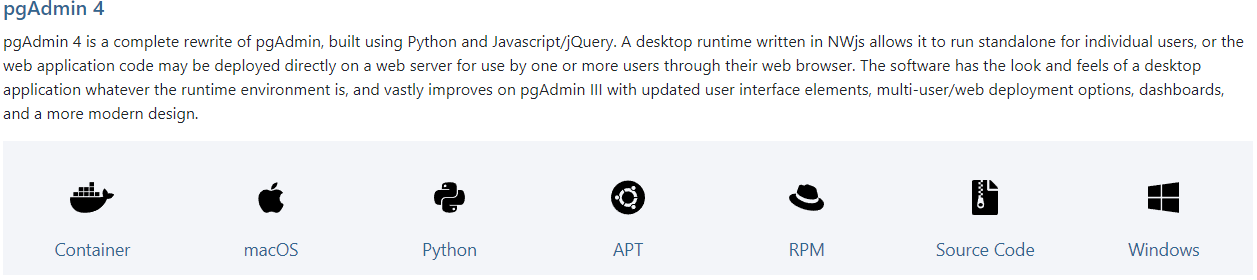 pgAdmin 4
pgAdmin 4 is a complete rewrite of pgAdmin, built using Python and Javascript/jQuery. A desktop runtime written in NWjs allows it to run standalone for individual users, or the
web application code may be deployed directly on a web server for use by one or more users through their web browser. The software has the look and feels of a desktop
application whatever the runtime environment is, and vastly improves on pgAdmin III with updated user interface elements, multi-user/web deployment options, dashboards,
and a more modern design.
Container macOS Python APT RPM Source Code Windows